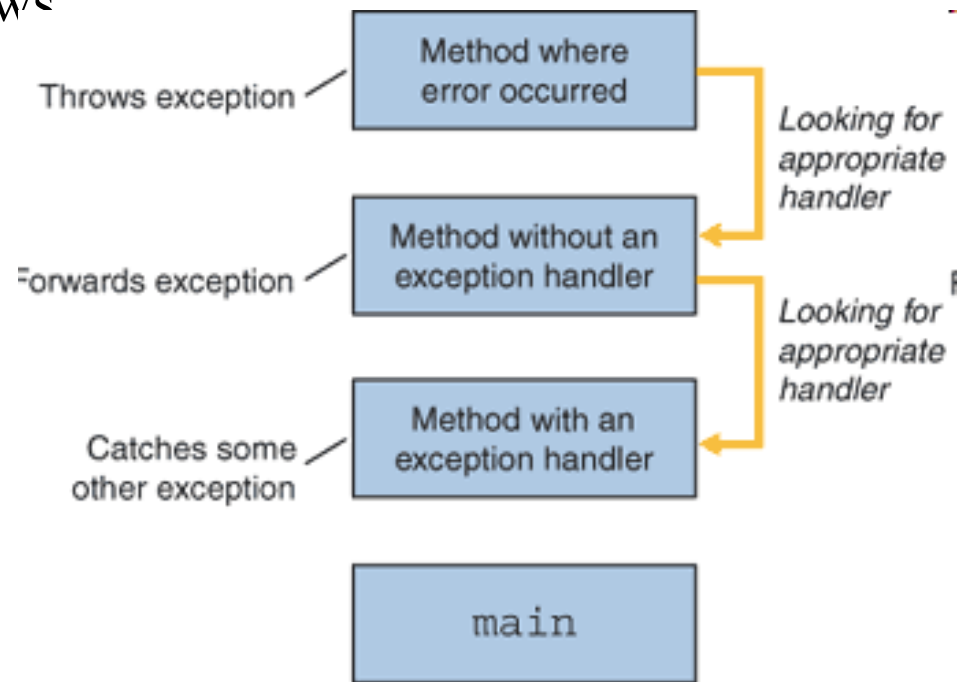 Throws exception
Method where
error occurred
Looking for
appropriate
handler
Forwards exception
Method without an
exception handler
Looking for
appropriate
handler
Catches some
other exception
Method with an
exception handler
main